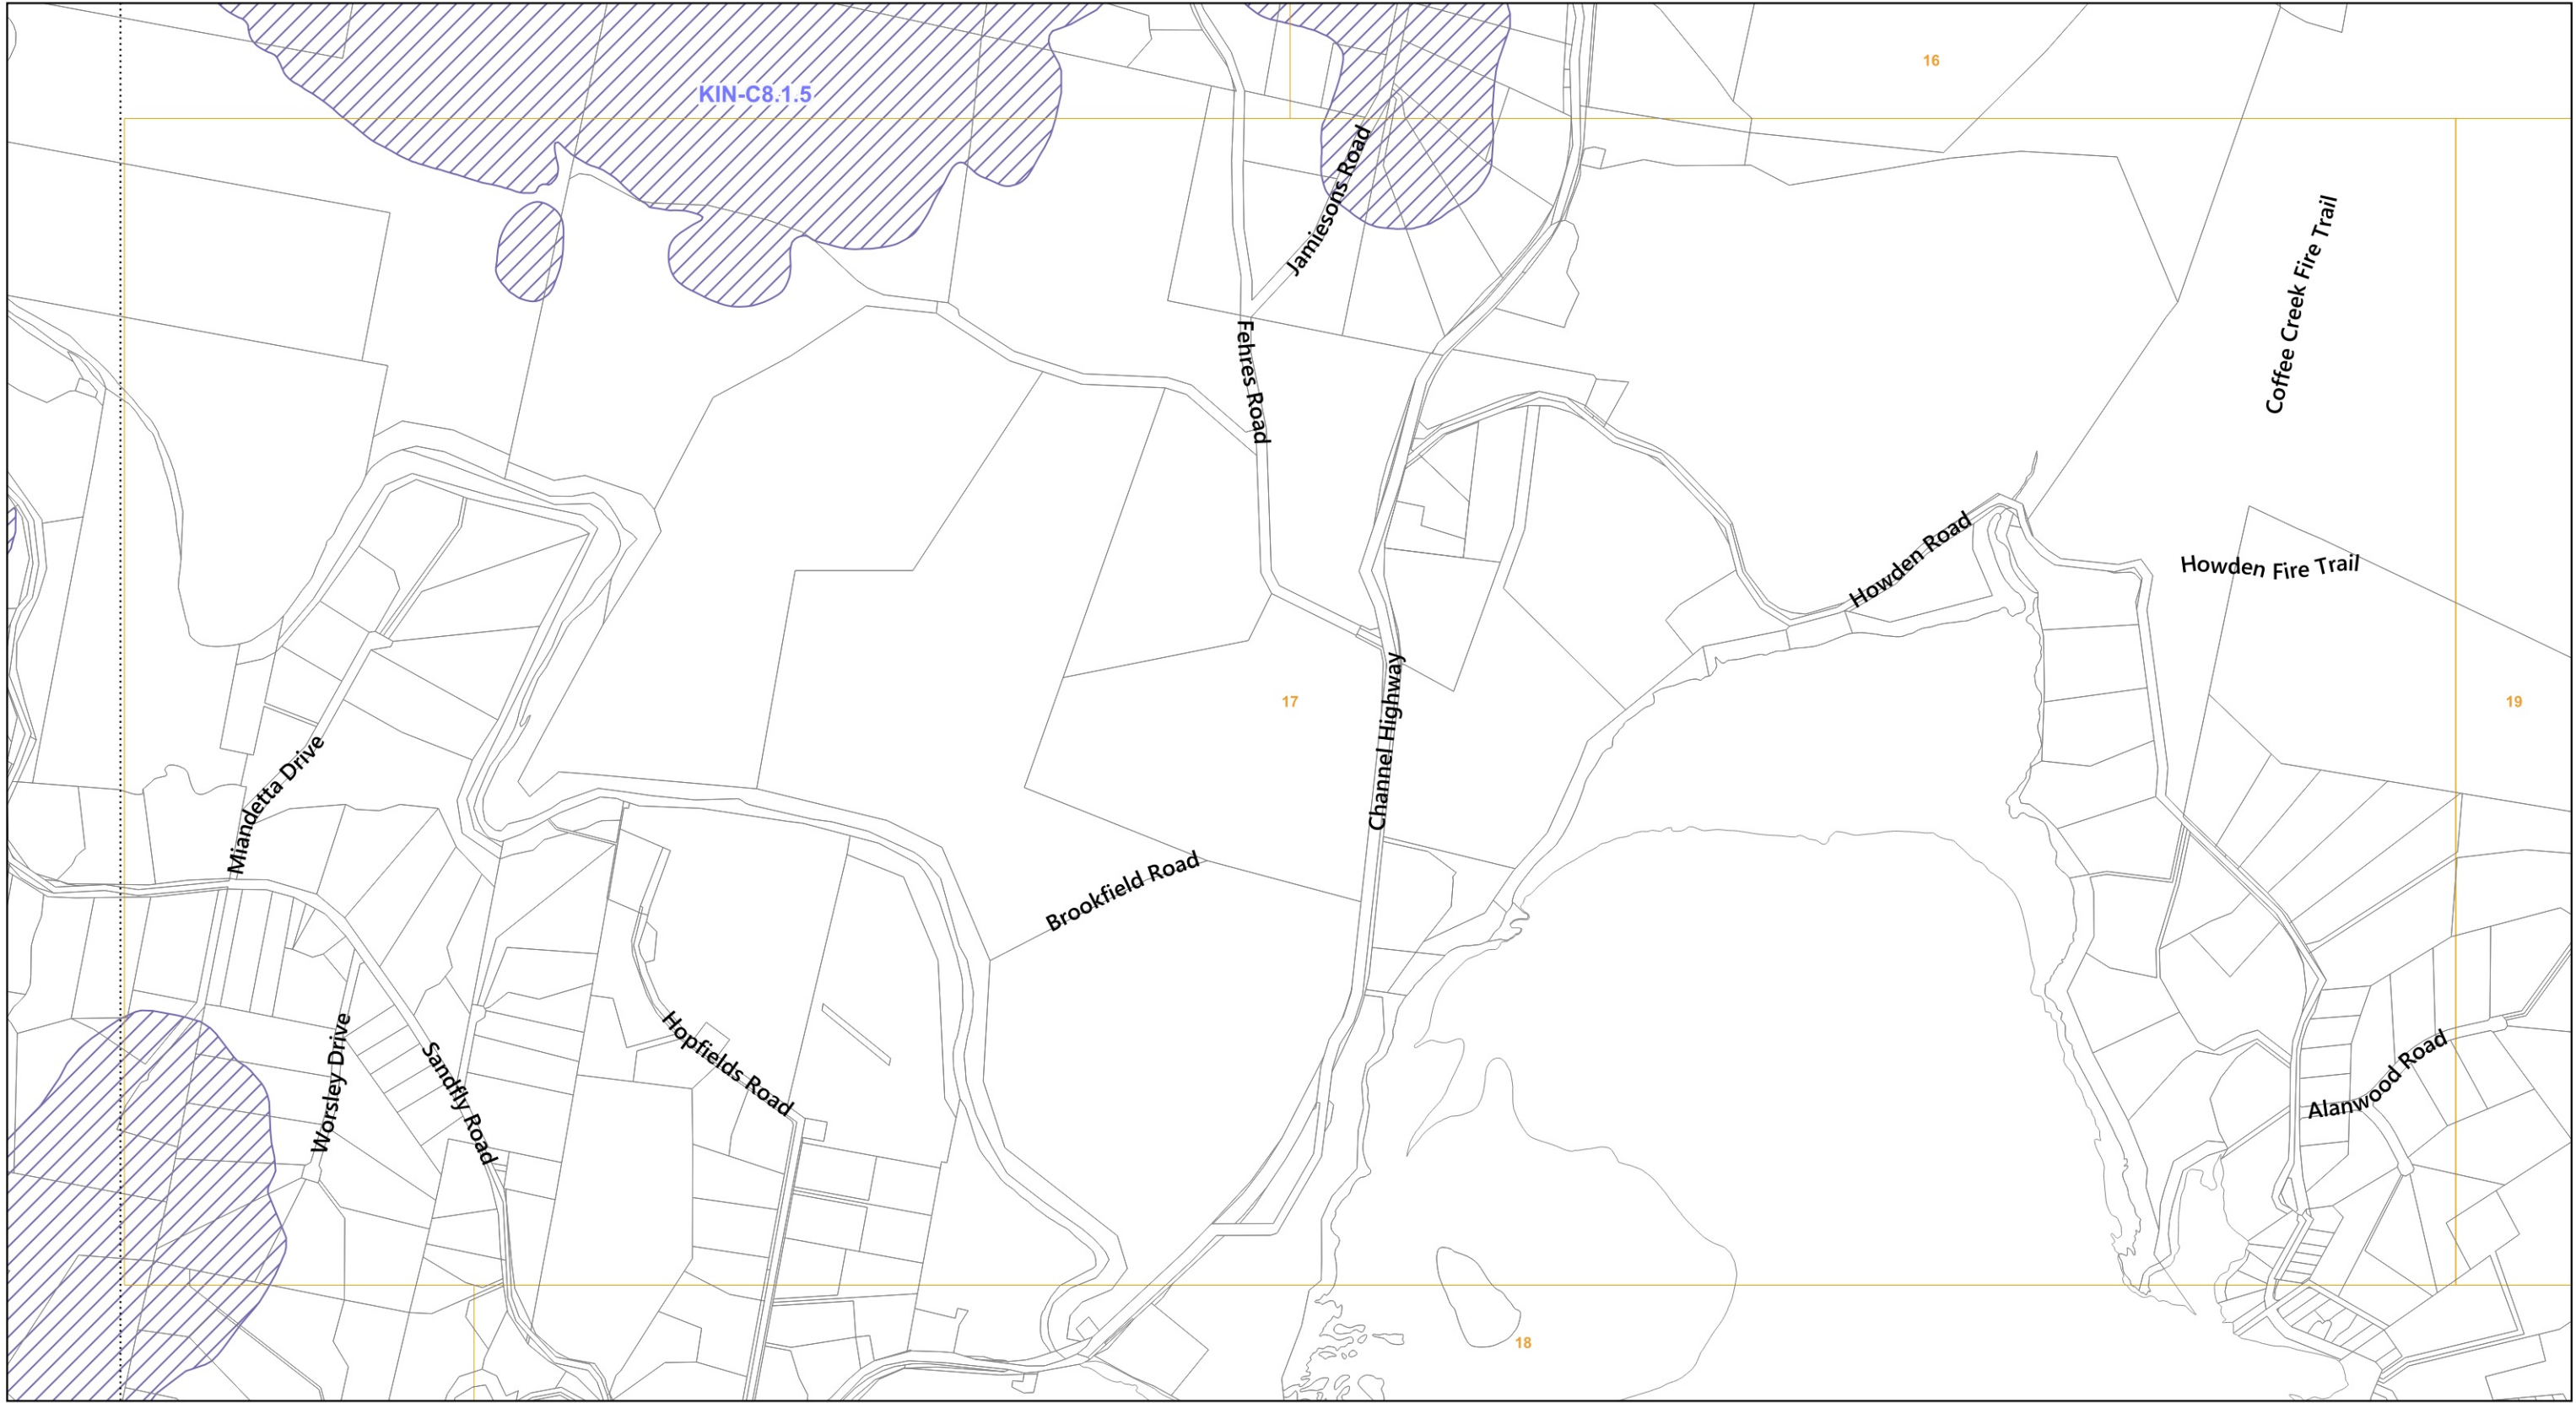 16
KIN-C8.1.5
Jamiesons Road
Coffee Creek Fire Trail
Fehres Road
Howden Road
Howden Fire Trail
17
19
Channel Highway
Miandetta Drive
Brookfield Road
Hopfields Road
Worsley Drive
Sandfly Road
Alanwood Road
18